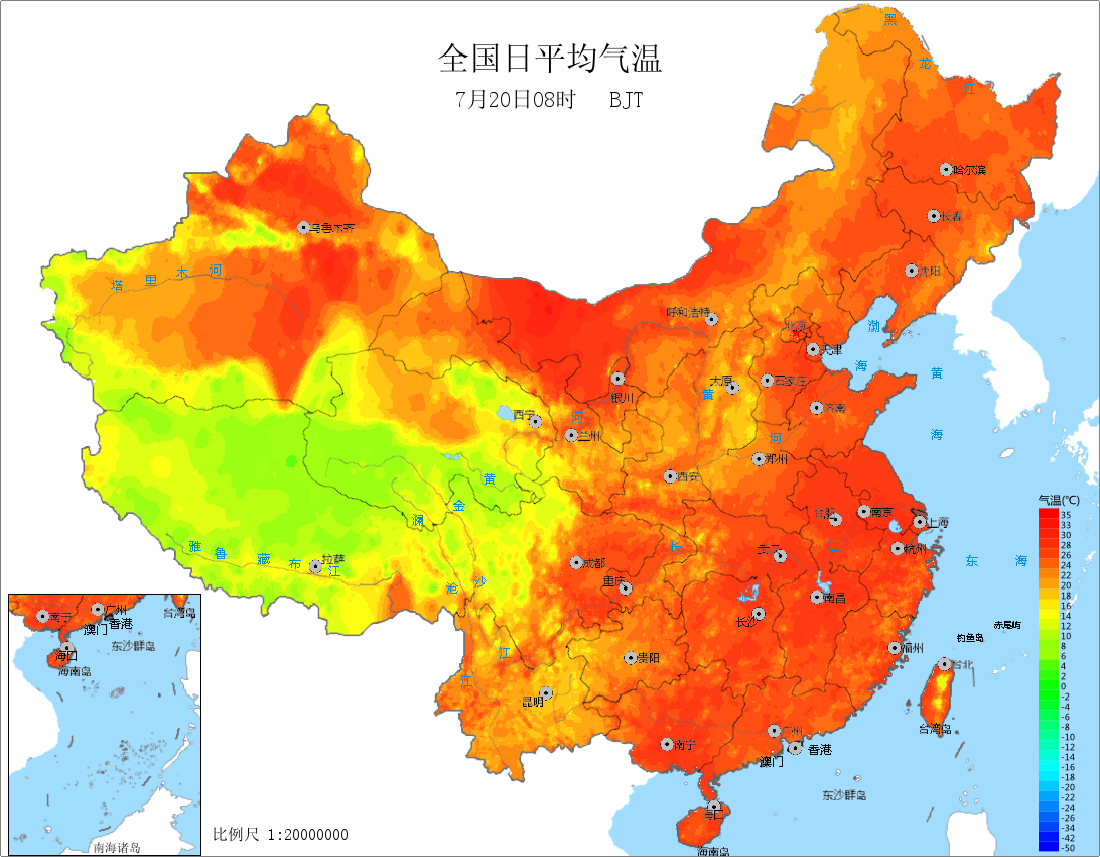 全国日平均气温
7月20日08时 BJT
黑
龙
江
哈尔滨
长春
沈阳
乌鲁木齐
塔
里
木
河
呼和浩特
北京
天津
渤
海
黄
海
太原
石家庄
黄
济南
银川
西宁
河
兰州
河
郑州
西安
黄
金
澜
合肥
南京
上海
雅
鲁
藏
布
江
拉萨
长
江
杭州
东
海
成都
重庆
沧
沙
南昌
长沙
赤尾屿
钓鱼岛
福州
台北
贵阳
江
江
昆明
台湾岛
南宁
广州
香港
澳门
东沙群岛
海口
海南岛
气温(℃)
35
33
30
28
26
24
22
20
18
16
14
12
10
8
6
4
2
0
-2
-4
-6
-8
-10
-12
-14
-16
-18
-20
-22
-24
-26
-34
-42
-50
南宁
广州
台湾岛
香港
澳门
海口
东沙群岛
海南岛
南海诸岛
比例尺 1:20000000